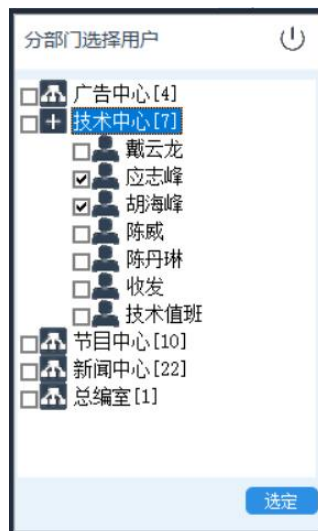 分部门选择用户
广告中心[4]
技术中心[7]
戴云龙
应志峰
胡海峰
陈威
陈丹琳
收发
技术值班
节目中心[10]
新闻中心[22]
总编室[1]
选定